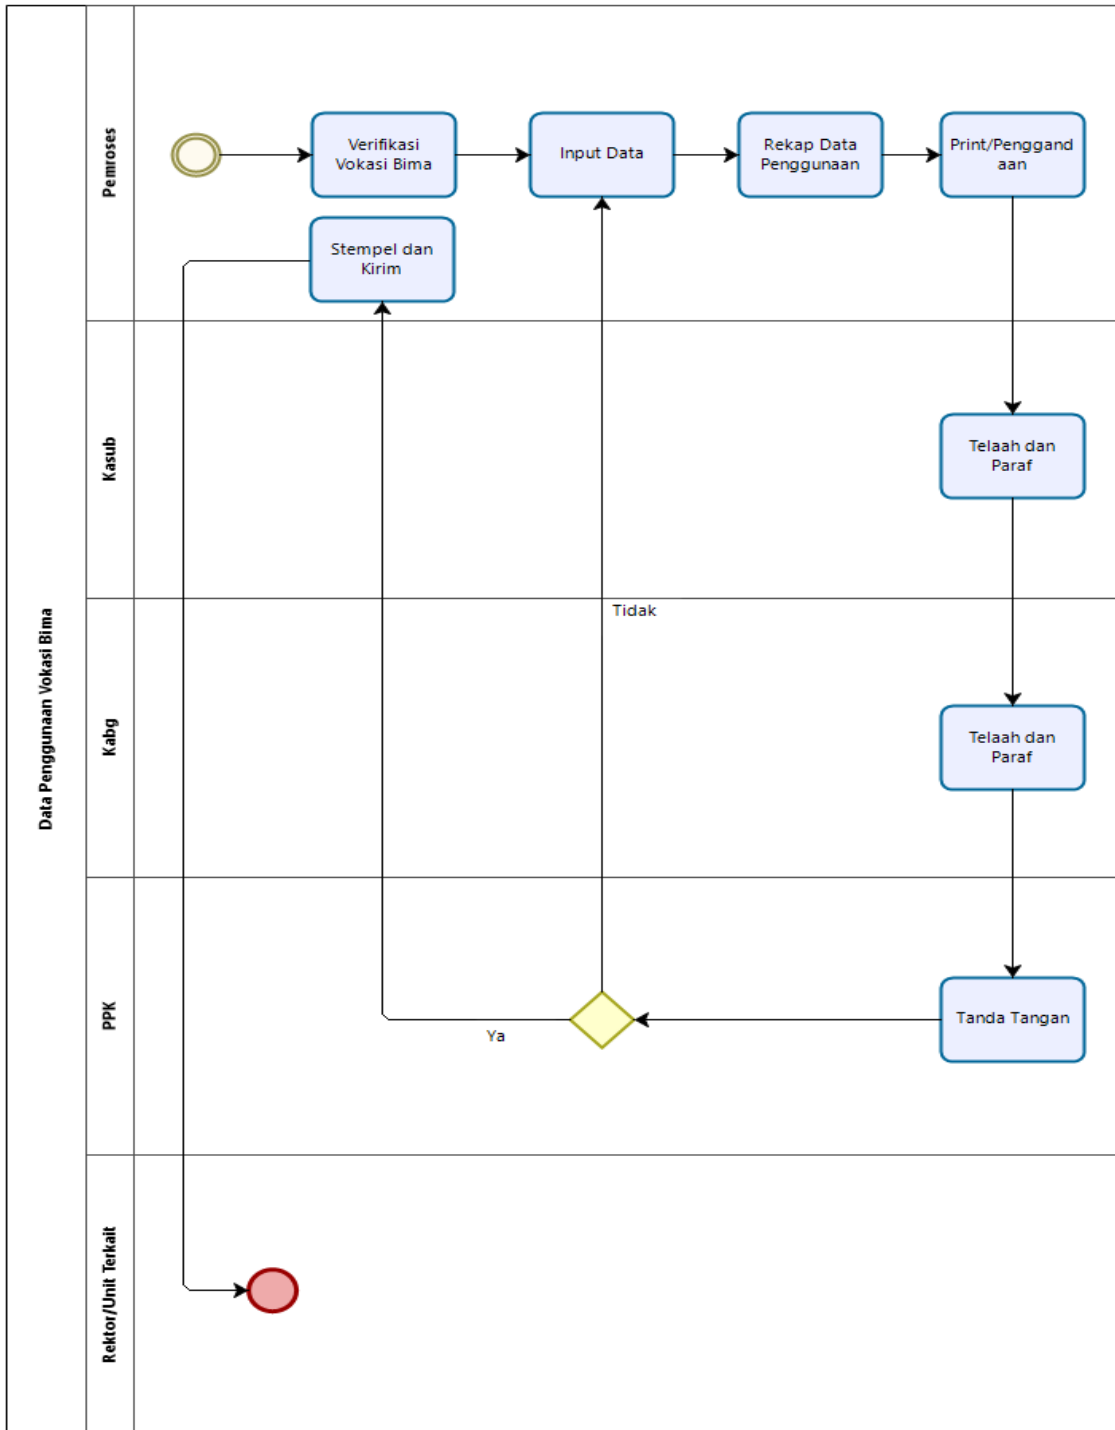 Data Penggunaan Vokasi Bima
Pemroses
Verifikasi
Vokasi Bima
Input Data
Rekap Data
Penggunaan
Print/Penggand
aan
Stempel dan
Kirim
Kasub
Telaah dan
Paraf
Kabg
Tidak
Telaah dan
Paraf
PPK
Ya
Tanda Tangan
Rektor/Unit Terkait